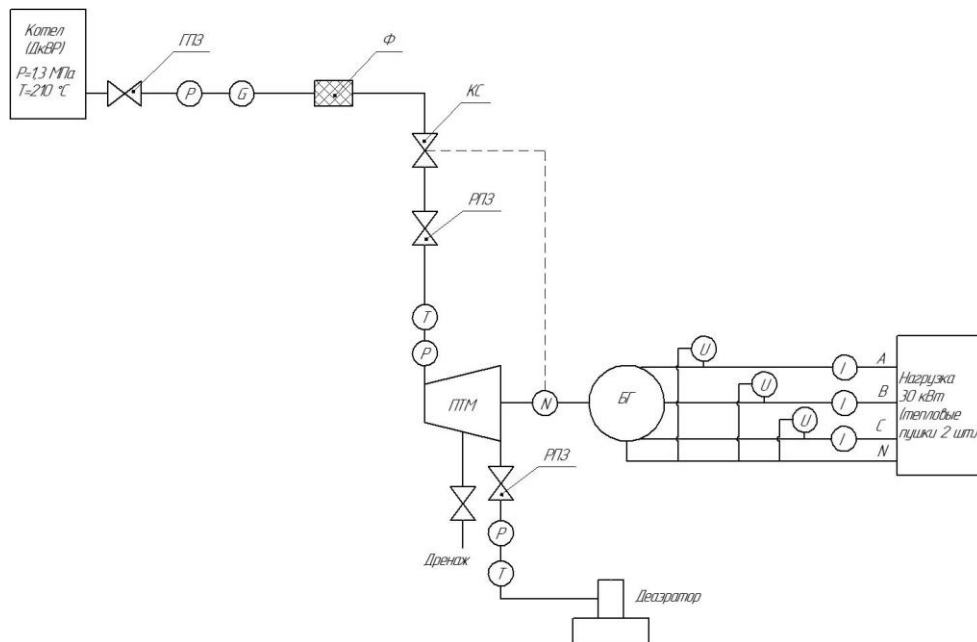 Котел
(ДкВР)
P=1,3 МПа
T=210 °C
ГПЗ
P
G
Ф
КС
РПЗ
T
P
ПТМ
N
БГ
U
U
U
I
I
I
A
B
C
N
Нагрузка
30 кВт
(тепловые
пушки 2 шт.)
РПЗ
P
T
Дренаж
Деаэратор